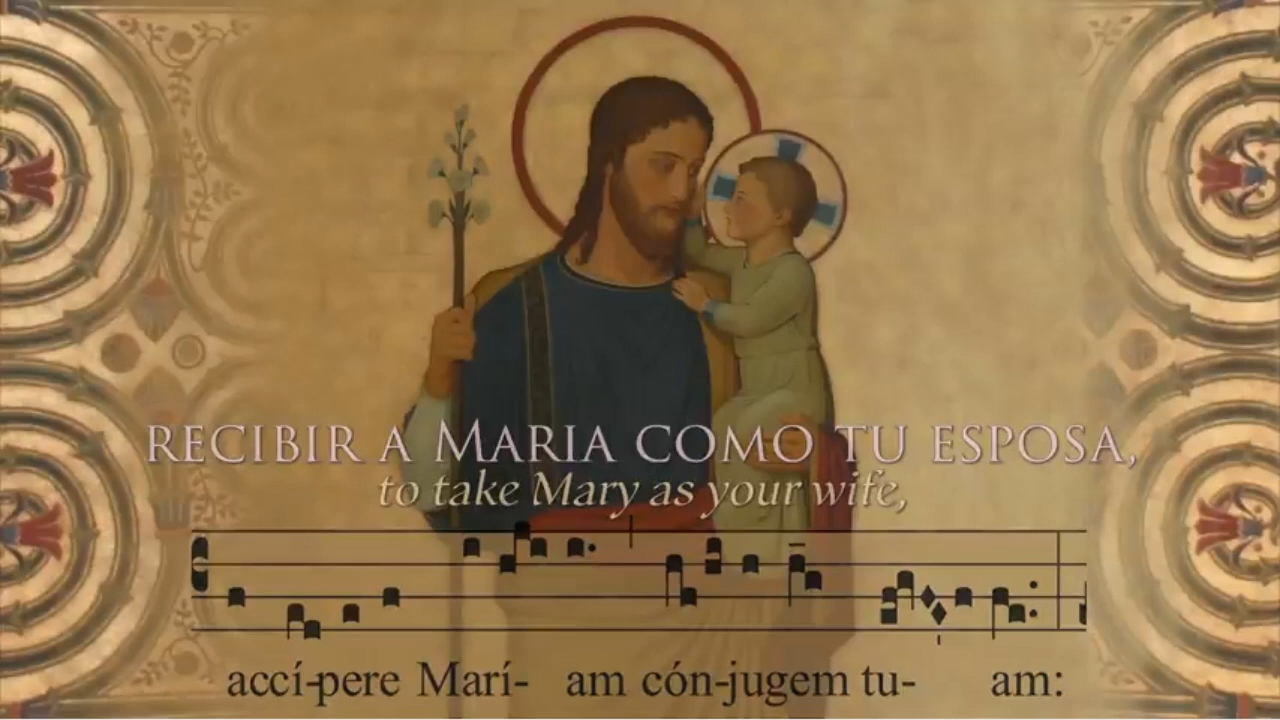 RECIBIR A MARIA COMO TU ESPOSA,
to take Mary as your wife,
accí-pere Marí- am cón-jugem tu- am: